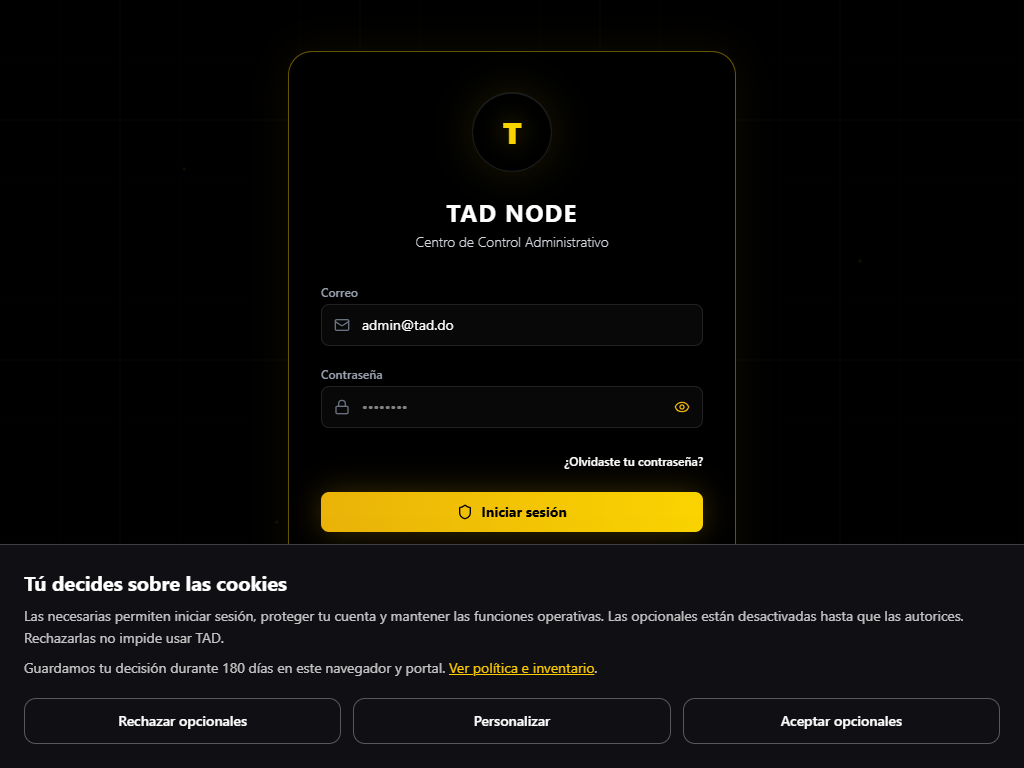 T
TAD NODE
Centro de Control Administrativo
Correo
admin@tad.do
Contraseña
••••••••
¿Olvidaste tu contraseña?
Iniciar sesión
Tú decides sobre las cookies
Las necesarias permiten iniciar sesión, proteger tu cuenta y mantener las funciones operativas. Las opcionales están desactivadas hasta que las autorices.
Rechazarlas no impide usar TAD.
Guardamos tu decisión durante 180 días en este navegador y portal. Ver política e inventario.
Rechazar opcionales
Personalizar
Aceptar opcionales